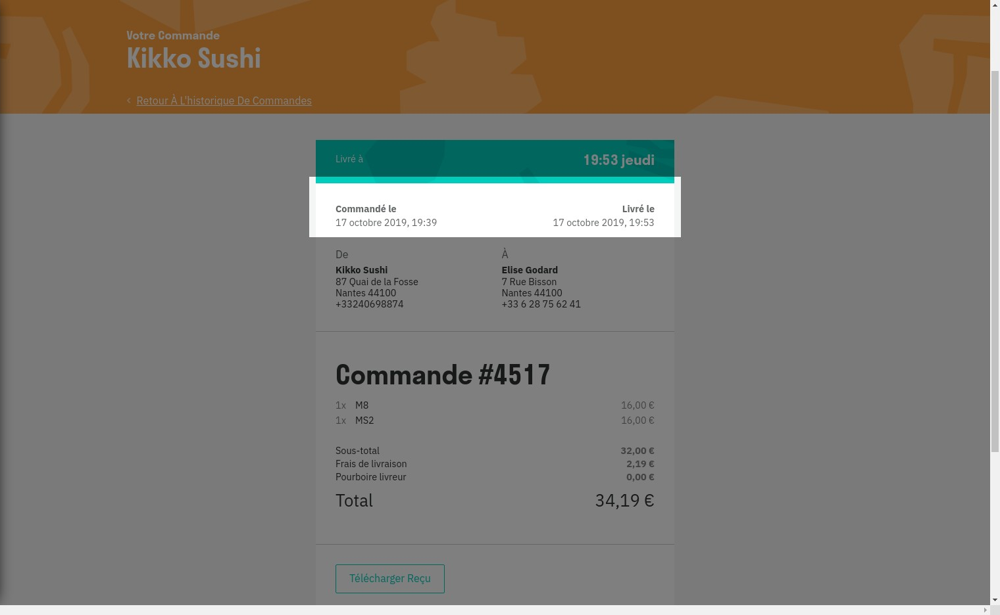 Votre Commande
Kikko Sushi
‹ Retour À L'historique De Commandes
Livré à 19:53 jeudi
Commandé le Livré le
17 octobre 2019, 19:39 17 octobre 2019, 19:53
De À
Kikko Sushi Elise Godard
87 Quai de la Fosse 7 Rue Bisson
Nantes 44100 Nantes 44100
+33240698874 +33 6 28 75 62 41
Commande #4517
1x M8 16,00 €
1x MS2 16,00 €
Sous-total 32,00 €
Frais de livraison 2,19 €
Pourboire livreur 0,00 €
Total 34,19 €
Télécharger Reçu